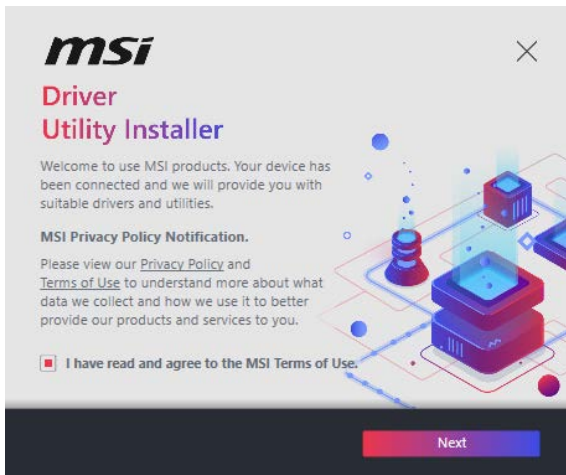 msi
Driver
Utility Installer
Welcome to use MSI products. Your device has
been connected and we will provide you with
suitable drivers and utilities.
MSI Privacy Policy Notification.
Please view our Privacy Policy and
Terms of Use to understand more about what
data we collect and how we use it to better
provide our products and services to you.
I have read and agree to the MSI Terms of Use.
Next